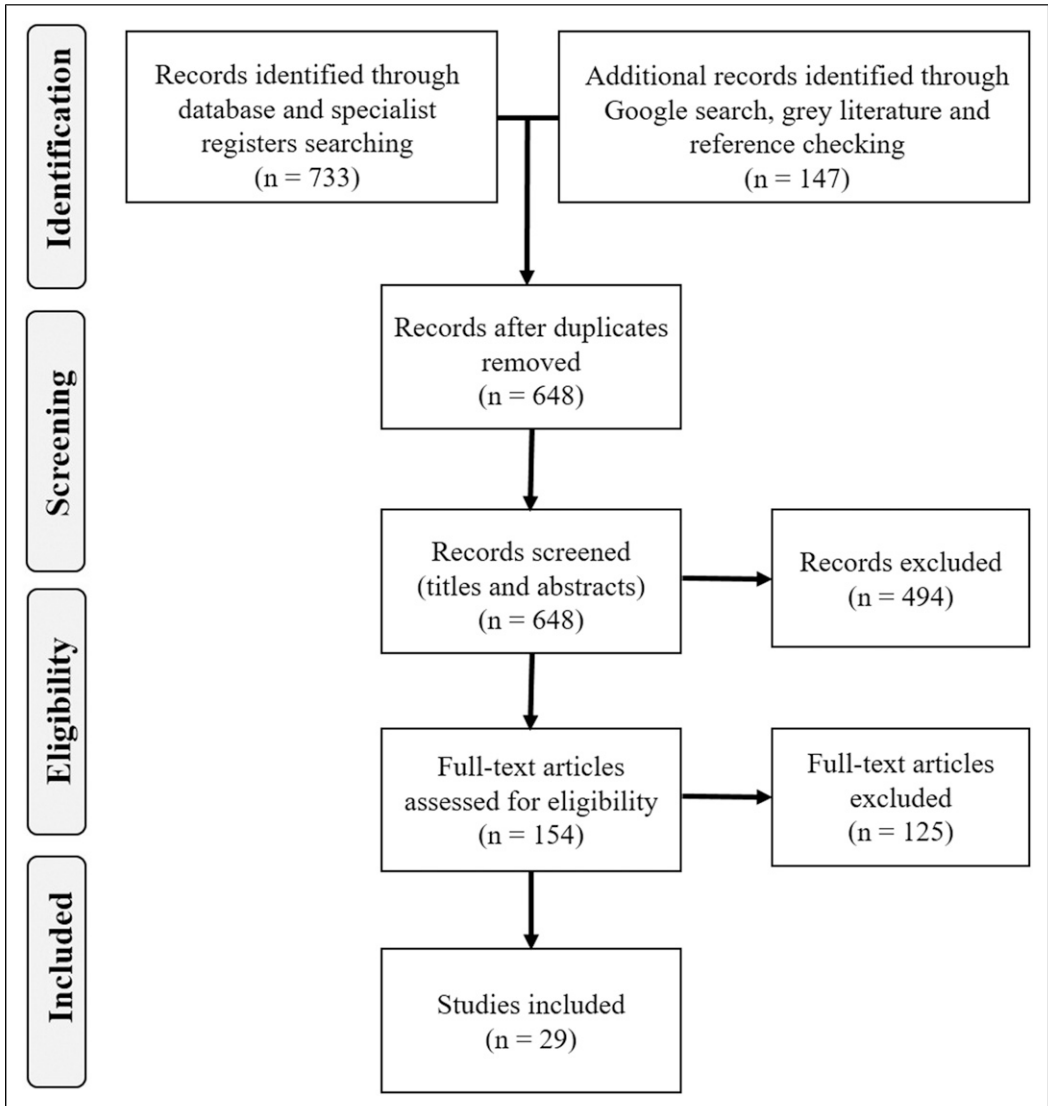 Identification
Records identified through
database and specialist
registers searching
(n = 733)
Additional records identified through
Google search, grey literature and
reference checking
(n = 147)
Screening
Records after duplicates
removed
(n = 648)
Records screened
(titles and abstracts)
(n = 648)
Records excluded
(n = 494)
Eligibility
Full-text articles
assessed for eligibility
(n = 154)
Full-text articles
excluded
(n = 125)
Included
Studies included
(n = 29)